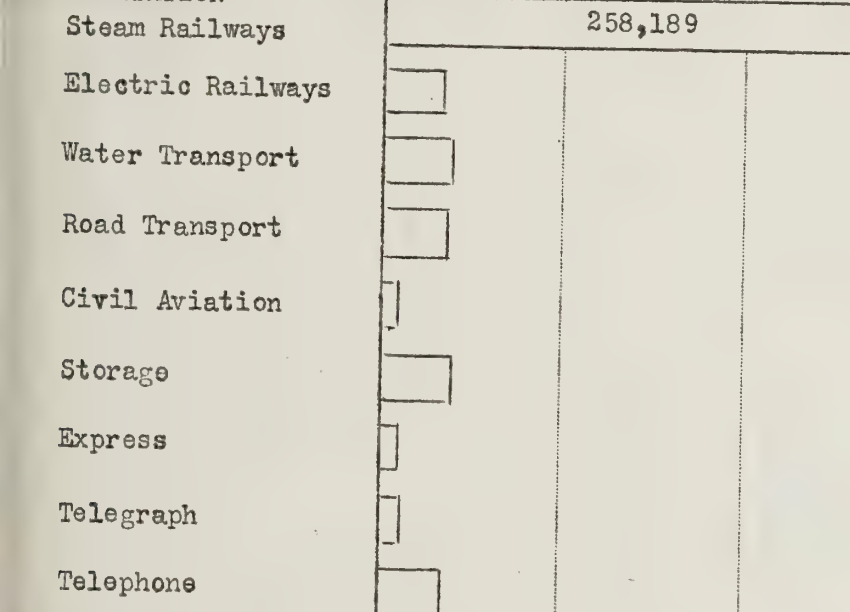 Steam Railways 258,189
Electric Railways
Water Transport
Road Transport
Civil Aviation
Storage
Express
Telegraph
Telephone